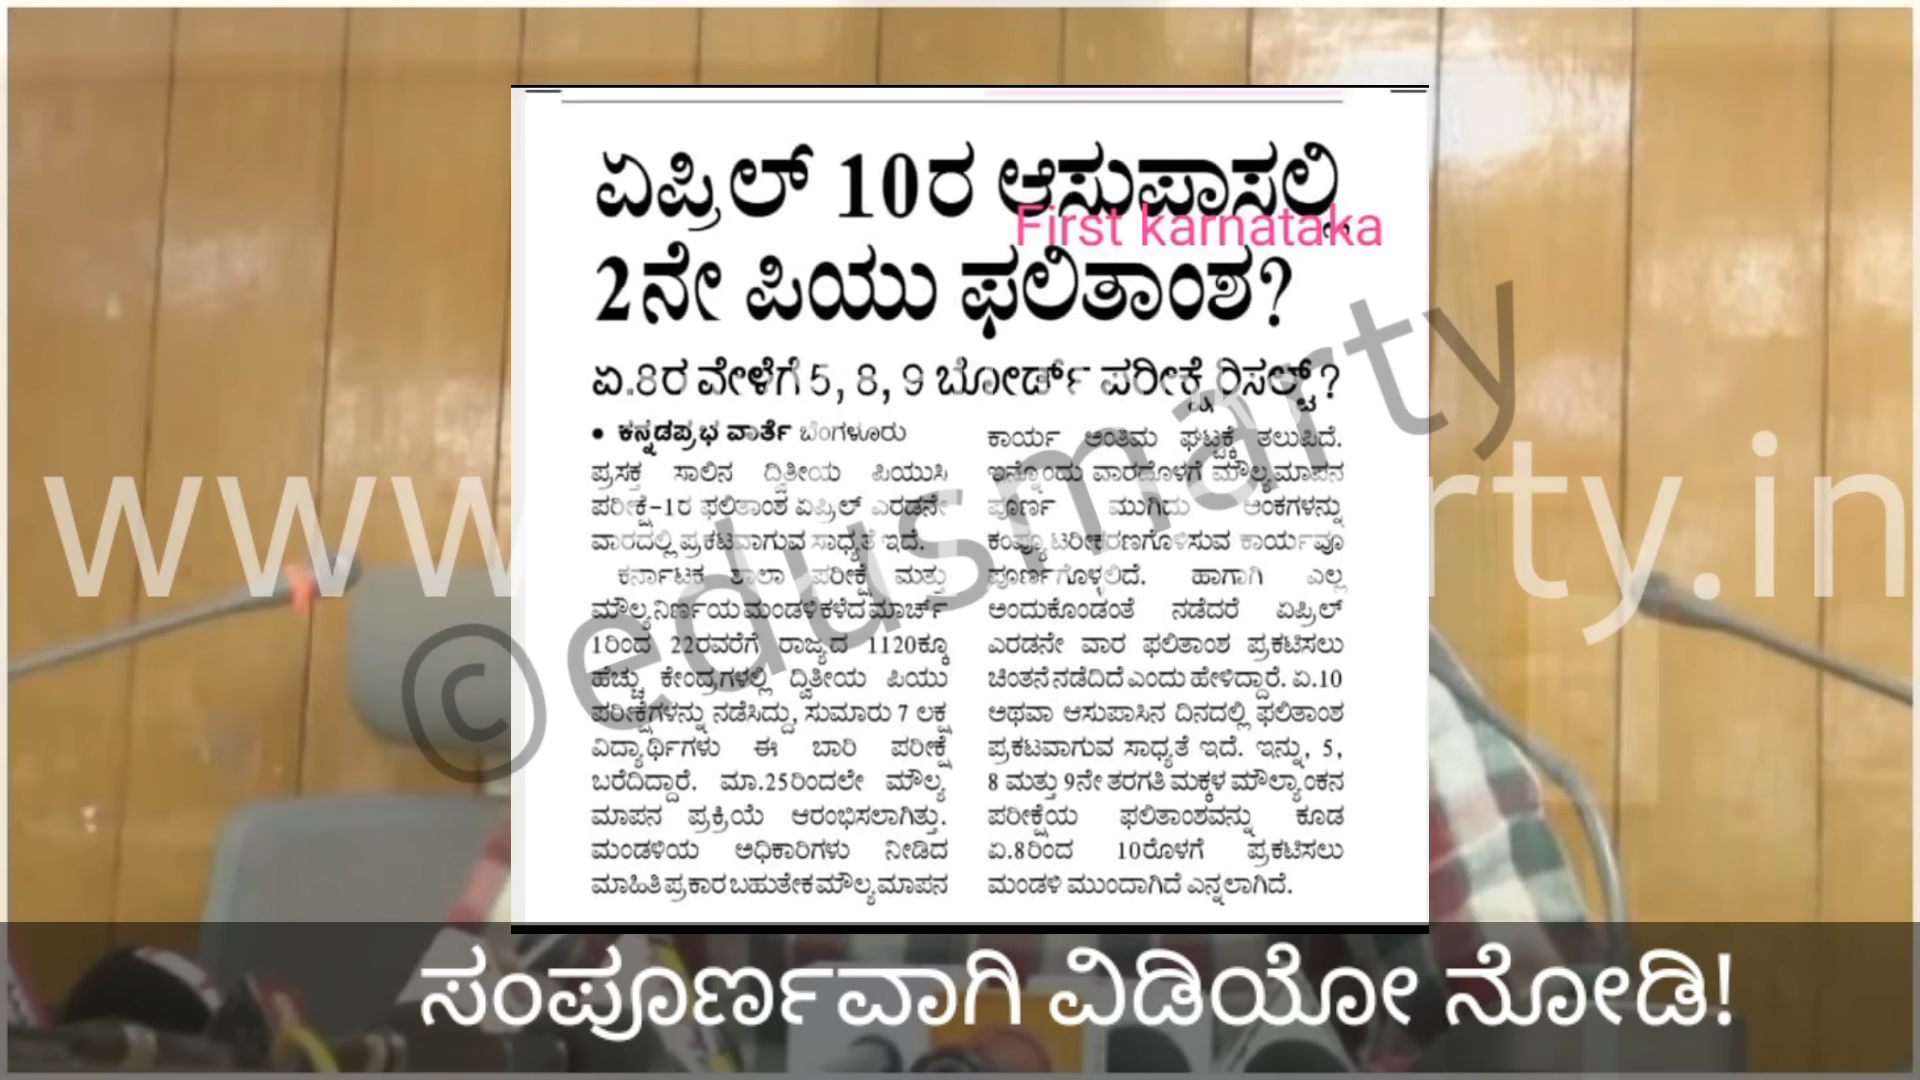 ಏಪ್ರಿಲ್ 10ರ ಆಸುಪಾಸಲ್ಲಿ
First karnataka
2ನೇ ಪಿಯು ಫಲಿತಾಂಶ?
ಏ.8ರ ವೇಳೆಗೆ 5, 8, 9 ಬೋರ್ಡ್ ಪರೀಕ್ಷೆ ರಿಸಲ್ಟ್?
• ಕನ್ನಡಪ್ರಭ ವಾರ್ತೆ ಬೆಂಗಳೂರು
ಪ್ರಸಕ್ತ ಸಾಲಿನ ದ್ವಿತೀಯ ಪಿಯುಸಿ
ಪರೀಕ್ಷೆ-1ರ ಫಲಿತಾಂಶ ಏಪ್ರಿಲ್ ಎರಡನೇ
ವಾರದಲ್ಲಿ ಪ್ರಕಟವಾಗುವ ಸಾಧ್ಯತೆ ಇದೆ.
ಕರ್ನಾಟಕ ಶಾಲಾ ಪರೀಕ್ಷೆ ಮತ್ತು
ಮೌಲ್ಯನಿರ್ಣಯ ಮಂಡಳಿ ಕಳೆದ ಮಾರ್ಚ್
1ರಿಂದ 22ರವರೆಗೆ ರಾಜ್ಯದ 1120ಕ್ಕೂ
ಹೆಚ್ಚು ಕೇಂದ್ರಗಳಲ್ಲಿ ದ್ವಿತೀಯ ಪಿಯು
ಪರೀಕ್ಷೆಗಳನ್ನು ನಡೆಸಿದ್ದು, ಸುಮಾರು 7 ಲಕ್ಷ
ವಿದ್ಯಾರ್ಥಿಗಳು ಈ ಬಾರಿ ಪರೀಕ್ಷೆ
ಬರೆದಿದ್ದಾರೆ. ಮಾ.25ರಿಂದಲೇ ಮೌಲ್ಯ
ಮಾಪನ ಪ್ರಕ್ರಿಯೆ ಆರಂಭಿಸಲಾಗಿತ್ತು.
ಮಂಡಳಿಯ ಅಧಿಕಾರಿಗಳು ನೀಡಿದ
ಮಾಹಿತಿ ಪ್ರಕಾರ ಬಹುತೇಕ ಮೌಲ್ಯಮಾಪನ
ಕಾರ್ಯ ಅಂತಿಮ ಘಟ್ಟಕ್ಕೆ ತಲುಪಿದೆ.
ಇನ್ನೊಂದು ವಾರದೊಳಗೆ ಮೌಲ್ಯಮಾಪನ
ಪೂರ್ಣ ಮುಗಿದು ಅಂಕಗಳನ್ನು
ಕಂಪ್ಯೂಟರೀಕರಣಗೊಳಿಸುವ ಕಾರ್ಯವೂ
ಪೂರ್ಣಗೊಳ್ಳಲಿದೆ. ಹಾಗಾಗಿ ಎಲ್ಲ
ಅಂದುಕೊಂಡಂತೆ ನಡೆದರೆ ಏಪ್ರಿಲ್
ಎರಡನೇ ವಾರ ಫಲಿತಾಂಶ ಪ್ರಕಟಿಸಲು
ಚಿಂತನೆ ನಡೆದಿದೆ ಎಂದು ಹೇಳಿದ್ದಾರೆ. ಏ.10
ಅಥವಾ ಆಸುಪಾಸಿನ ದಿನದಲ್ಲಿ ಫಲಿತಾಂಶ
ಪ್ರಕಟವಾಗುವ ಸಾಧ್ಯತೆ ಇದೆ. ಇನ್ನು, 5,
8 ಮತ್ತು 9ನೇ ತರಗತಿ ಮಕ್ಕಳ ಮೌಲ್ಯಾಂಕನ
ಪರೀಕ್ಷೆಯ ಫಲಿತಾಂಶವನ್ನು ಕೂಡ
ಏ.8ರಿಂದ 10ರೊಳಗೆ ಪ್ರಕಟಿಸಲು
ಮಂಡಳಿ ಮುಂದಾಗಿದೆ ಎನ್ನಲಾಗಿದೆ.
©edusmarty
ಸಂಪೂರ್ಣವಾಗಿ ವಿಡಿಯೋ ನೋಡಿ!